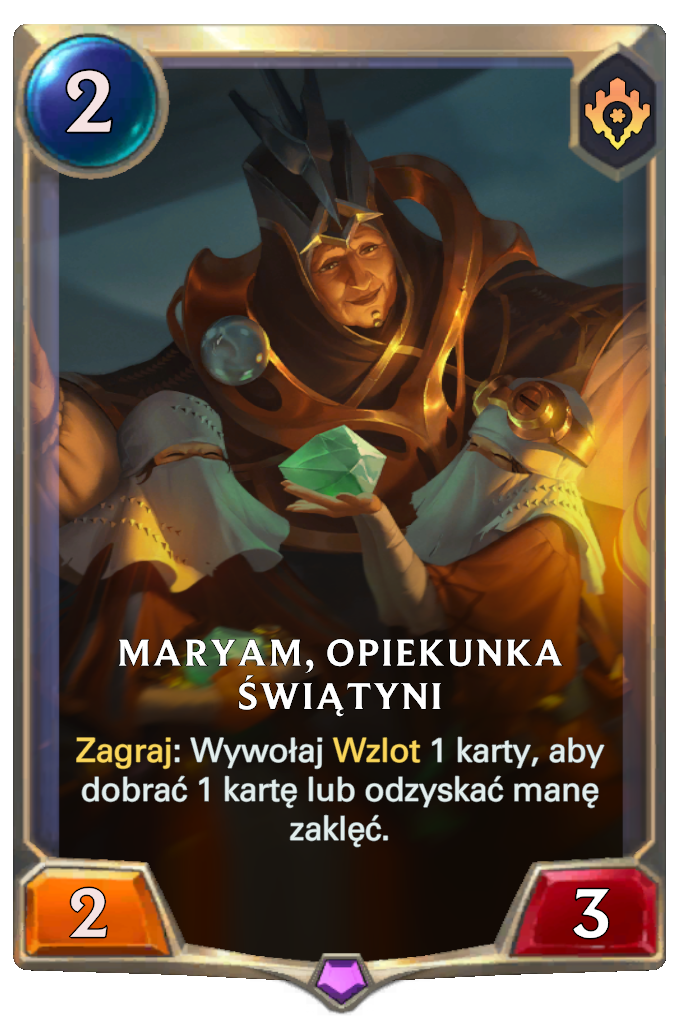 2
MARYAM, OPIEKUNKA
ŚWIĄTYNI
Zagraj: Wywołaj Wzlot 1 karty, aby
dobrać 1 kartę lub odzyskać manę
zaklęć.
2
3